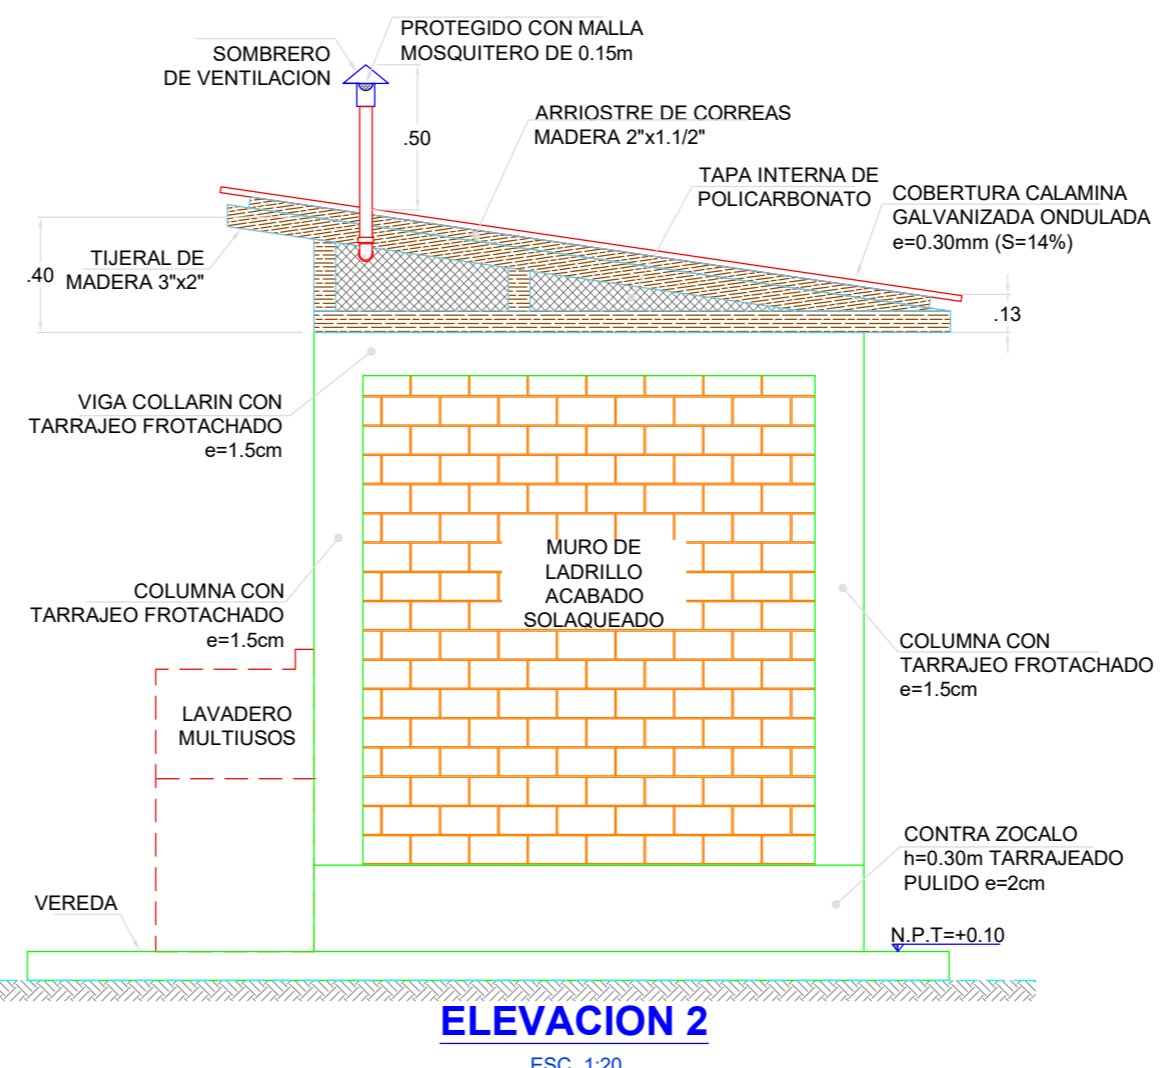 PROTEGIDO CON MALLA
MOSQUITERO DE 0.15m
SOMBRERO
DE VENTILACION
.50
ARRIOSTRE DE CORREAS
MADERA 2"x1.1/2"
TAPA INTERNA DE
POLICARBONATO
COBERTURA CALAMINA
GALVANIZADA ONDULADA
e=0.30mm (S=14%)
TIJERAL DE
MADERA 3"x2"
.40
.13
VIGA COLLARIN CON
TARRAJEO FROTACHADO
e=1.5cm
MURO DE
LADRILLO
ACABADO
SOLAQUEADO
COLUMNA CON
TARRAJEO FROTACHADO
e=1.5cm
COLUMNA CON
TARRAJEO FROTACHADO
e=1.5cm
LAVADERO
MULTIUSOS
CONTRA ZOCALO
h=0.30m TARRAJEADO
PULIDO e=2cm
VEREDA
N.P.T=+0.10
ELEVACION 2
ESC. 1:20